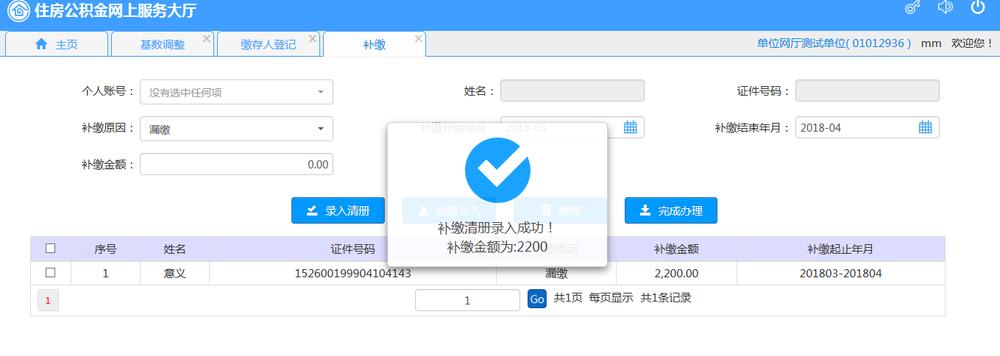 住房公积金网上服务大厅
主页 基数调整 缴存人登记 补缴 单位网厅测试单位( 01012936 ) mm 欢迎您！
个人账号： 没有选中任何项 姓名： 证件号码：
补缴原因： 漏缴 补缴开始年月： 2018-03 补缴结束年月： 2018-04
补缴金额： 0.00
录入清册 批量导入 删除 完成办理
补缴清册录入成功！
补缴金额为:2200
序号 姓名 证件号码 缴原因 补缴金额 补缴起止年月
1 意义 152600199904104143 漏缴 2,200.00 201803-201804
1 1 Go 共1页 每页显示 共1条记录